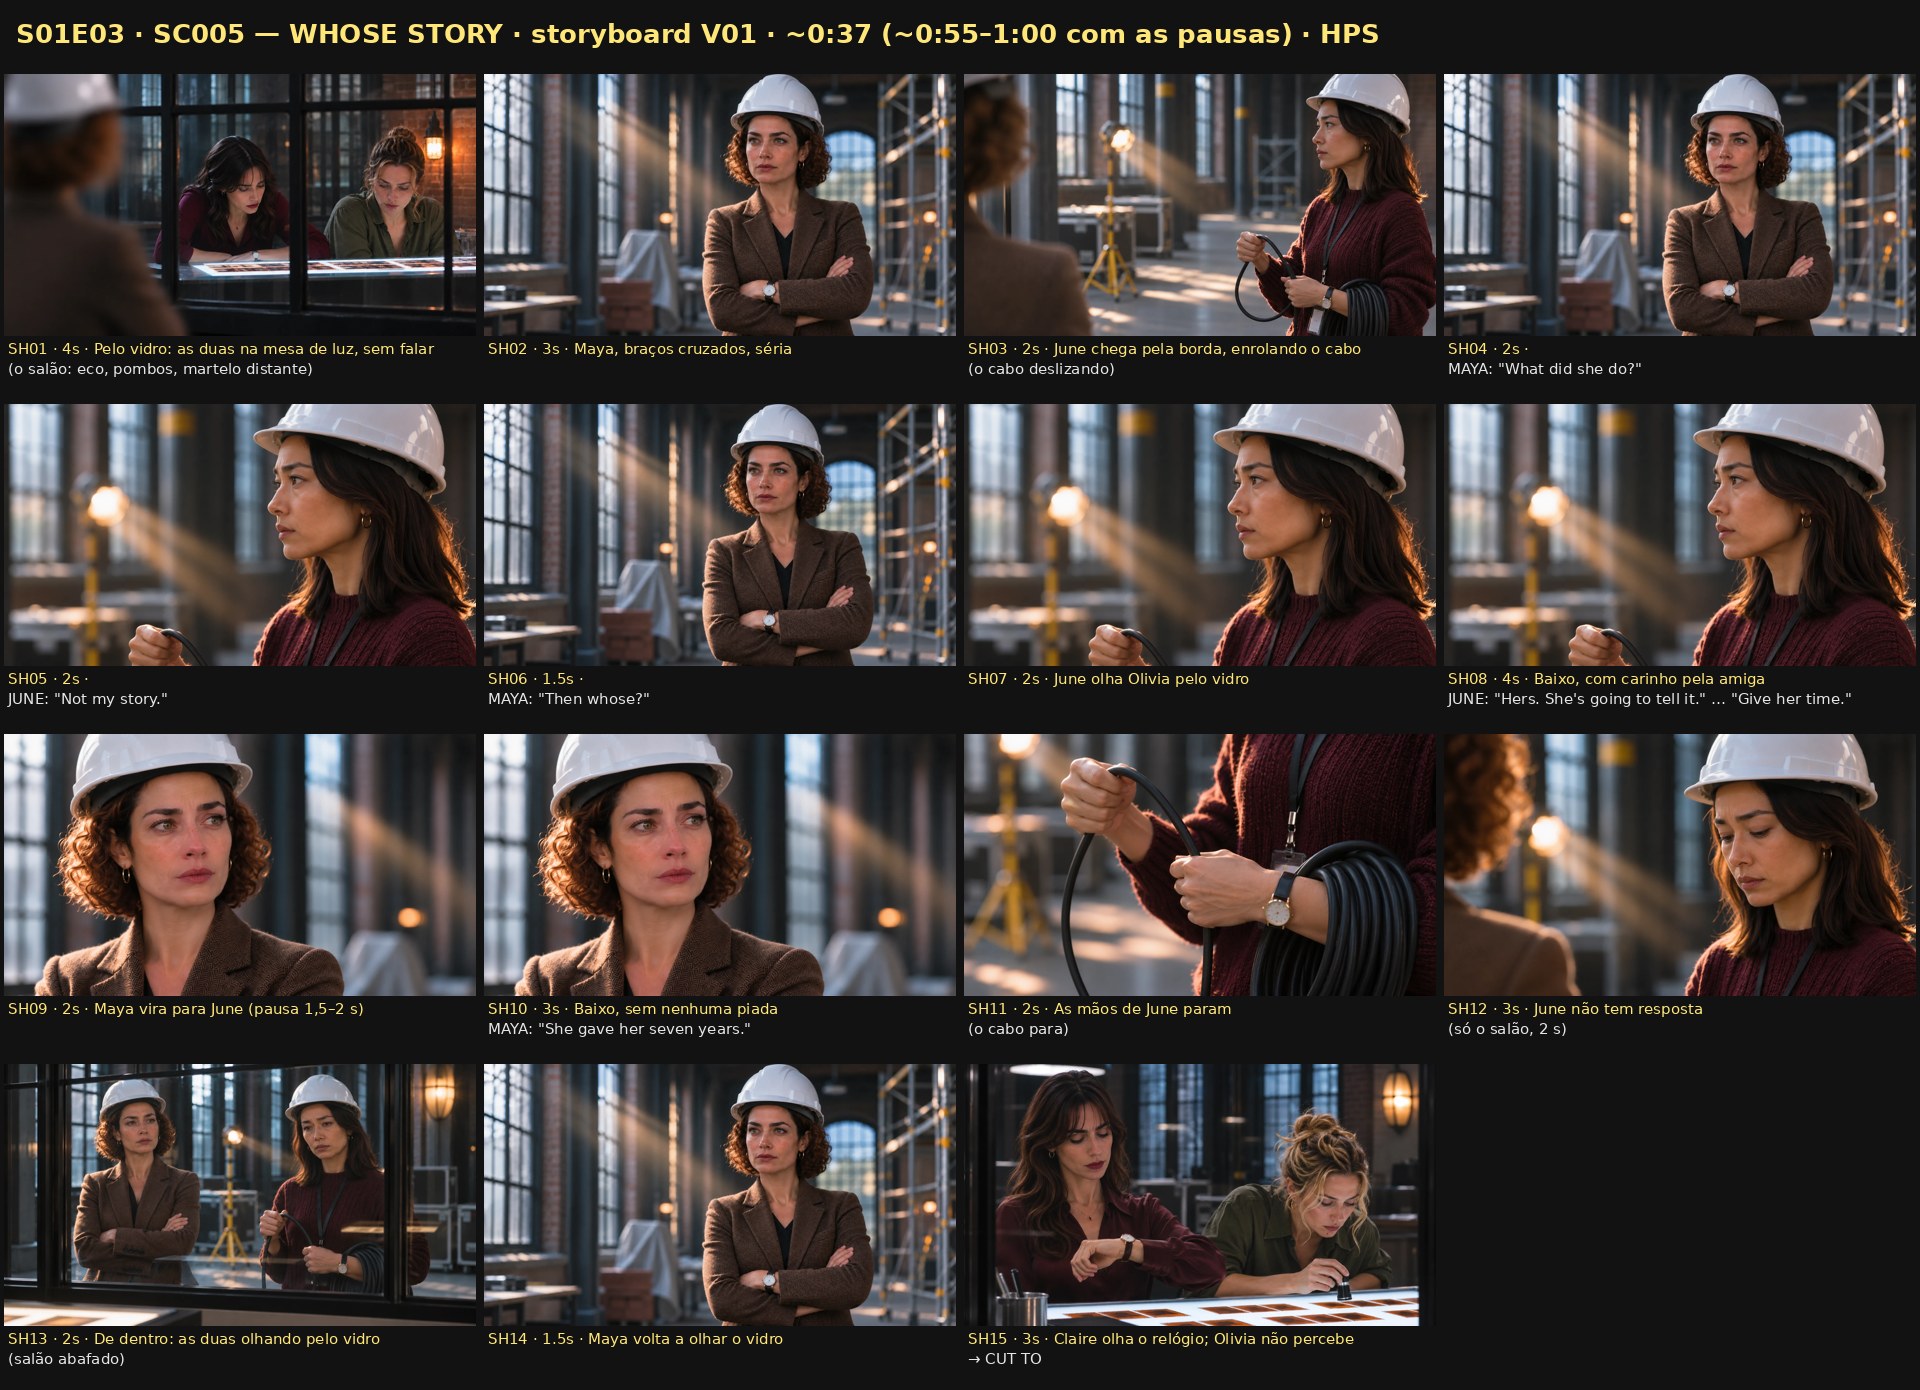 S01E03 · SC005 — WHOSE STORY · storyboard V01 · ~0:37 (~0:55–1:00 com as pausas) · HPS
SH01 · 4s · Pelo vidro: as duas na mesa de luz, sem falar
(o salão: eco, pombos, martelo distante)
SH02 · 3s · Maya, braços cruzados, séria
SH03 · 2s · June chega pela borda, enrolando o cabo
(o cabo deslizando)
SH04 · 2s ·
MAYA: "What did she do?"
SH05 · 2s ·
JUNE: "Not my story."
SH06 · 1.5s ·
MAYA: "Then whose?"
SH07 · 2s · June olha Olivia pelo vidro
SH08 · 4s · Baixo, com carinho pela amiga
JUNE: "Hers. She's going to tell it." ... "Give her time."
SH09 · 2s · Maya vira para June (pausa 1,5–2 s)
SH10 · 3s · Baixo, sem nenhuma piada
MAYA: "She gave her seven years."
SH11 · 2s · As mãos de June param
(o cabo para)
SH12 · 3s · June não tem resposta
(só o salão, 2 s)
SH13 · 2s · De dentro: as duas olhando pelo vidro
(salão abafado)
SH14 · 1.5s · Maya volta a olhar o vidro
SH15 · 3s · Claire olha o relógio; Olivia não percebe
→ CUT TO